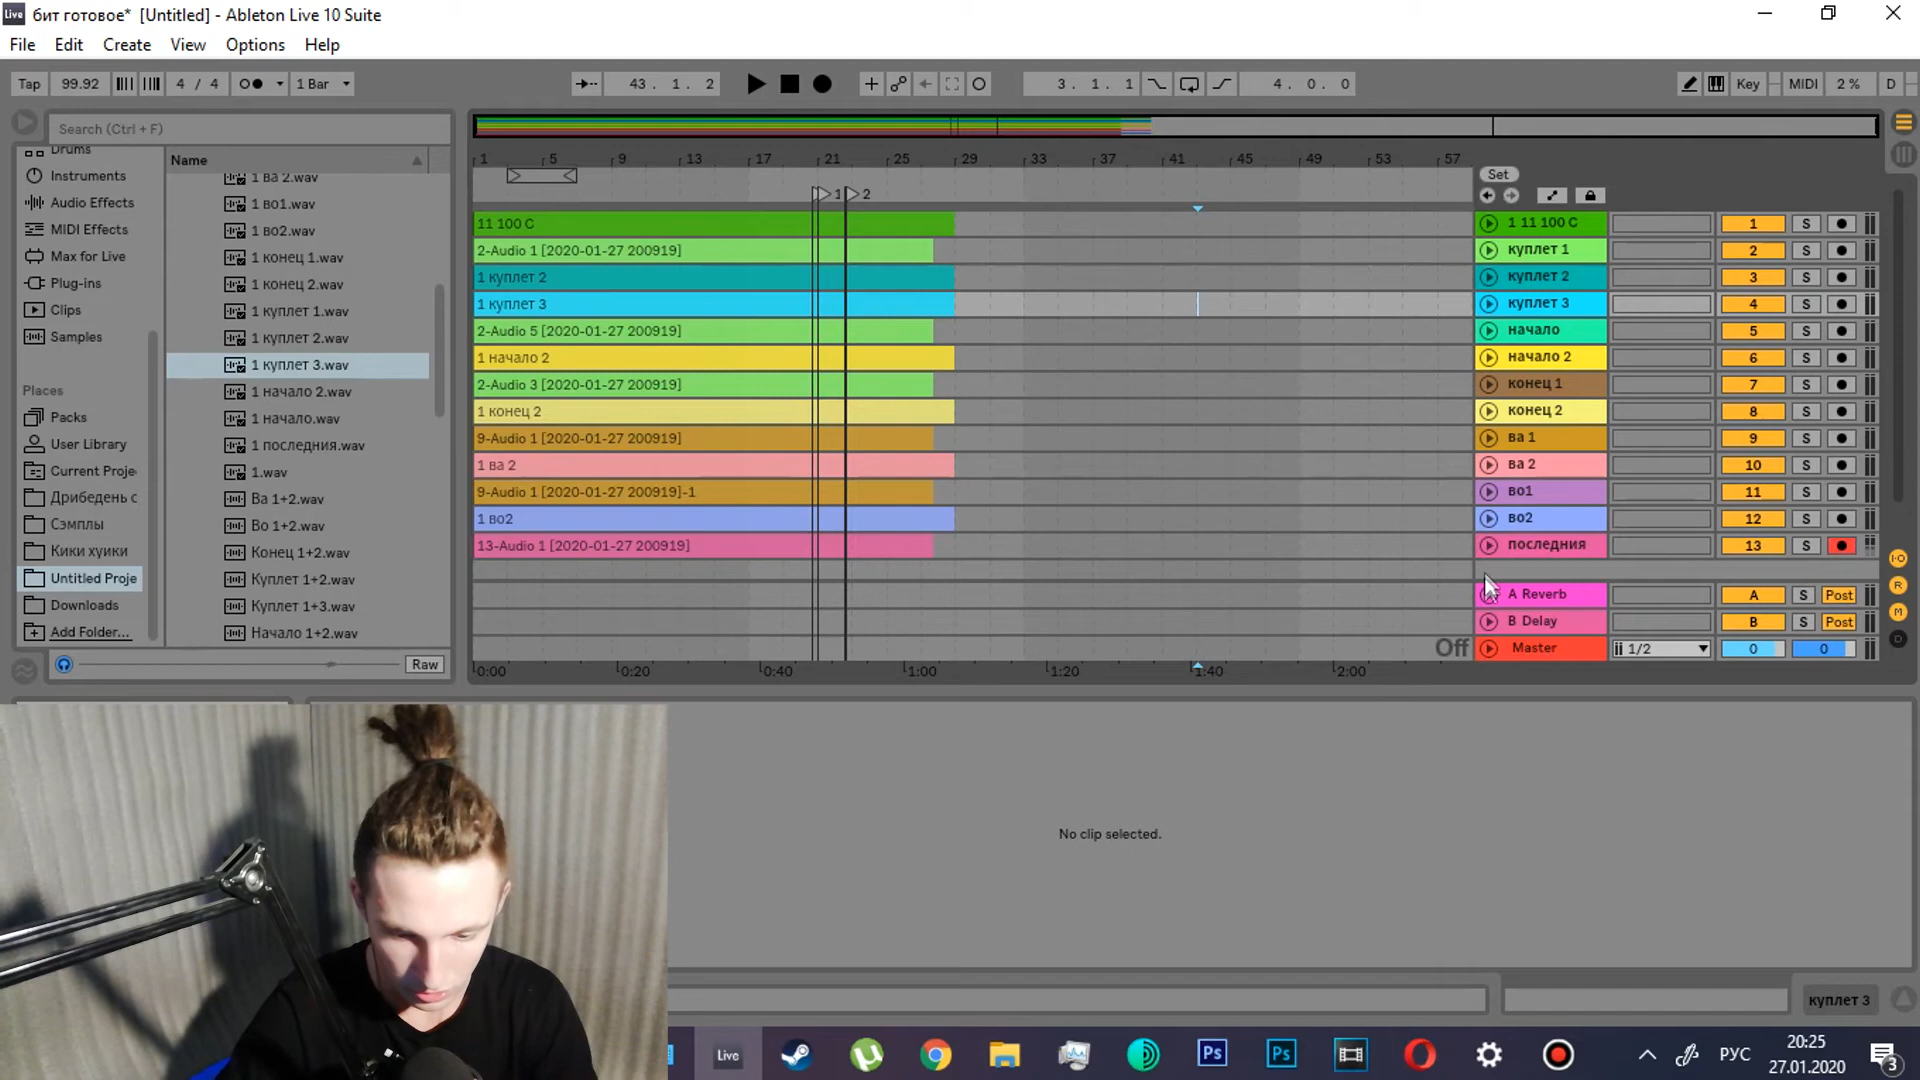 Live бит готовое* [Untitled] - Ableton Live 10 Suite
File Edit Create View Options Help
Tap 99.92 4 / 4 1 Bar 43 . 1 . 2 3 . 1 . 1 4 . 0 . 0 Key MIDI 2 % D
Search (Ctrl + F)
Drums
Instruments
Audio Effects
MIDI Effects
Max for Live
Plug-ins
Clips
Samples
Places
Packs
User Library
Current Proje
Дрибедень с
Сэмплы
Кики хуики
Untitled Proje
Downloads
Add Folder...
Name
1 ва 2.wav
1 во1.wav
1 во2.wav
1 конец 1.wav
1 конец 2.wav
1 куплет 1.wav
1 куплет 2.wav
1 куплет 3.wav
1 начало 2.wav
1 начало.wav
1 последния.wav
1.wav
Ва 1+2.wav
Во 1+2.wav
Конец 1+2.wav
Куплет 1+2.wav
Куплет 1+3.wav
Начало 1+2.wav
Raw
1 5 9 13 17 21 25 29 33 37 41 45 49 53 57
Set
1 2
11 100 C 1 11 100 C 1 S
2-Audio 1 [2020-01-27 200919] куплет 1 2 S
1 куплет 2 куплет 2 3 S
1 куплет 3 куплет 3 4 S
2-Audio 5 [2020-01-27 200919] начало 5 S
1 начало 2 начало 2 6 S
2-Audio 3 [2020-01-27 200919] конец 1 7 S
1 конец 2 конец 2 8 S
9-Audio 1 [2020-01-27 200919] ва 1 9 S
1 ва 2 ва 2 10 S
9-Audio 1 [2020-01-27 200919]-1 во1 11 S
1 во2 во2 12 S
13-Audio 1 [2020-01-27 200919] последния 13 S
A Reverb A S Post
B Delay B S Post
Off Master 1/2 0 0
0:00 0:20 0:40 1:00 1:20 1:40 2:00
I·O
R
M
D
No clip selected.
куплет 3
Live Ps Ps РУС 20:25
27.01.2020 3